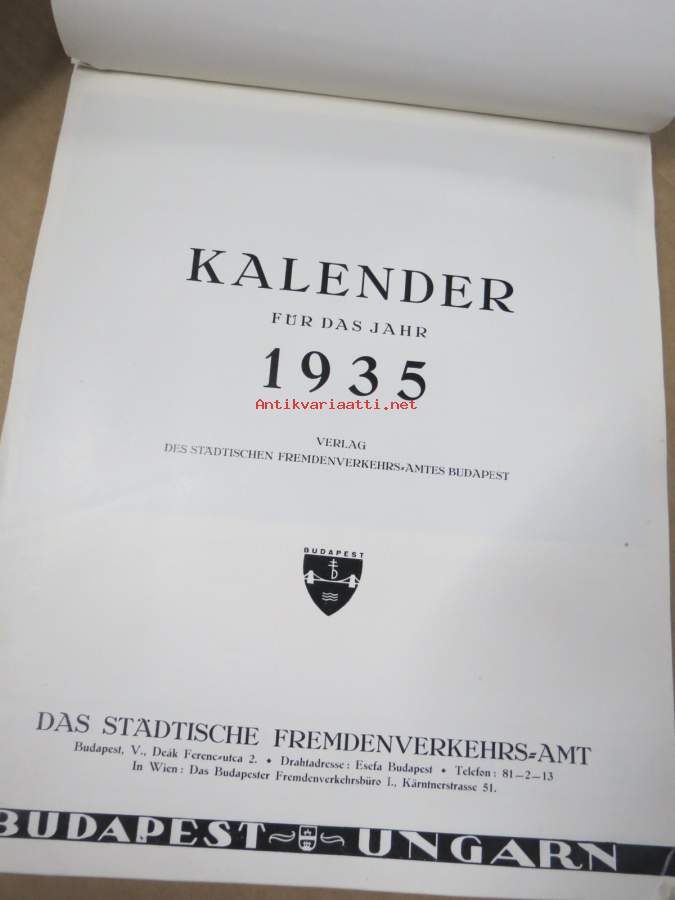 KALENDER
FÜR DAS JAHR
1935
Antikvariaatti.net
VERLAG
DES STÄDTISCHEN FREMDENVERKEHRS-AMTES BUDAPEST
BUDAPEST
DAS STÄDTISCHE FREMDENVERKEHRS-AMT
Budapest, V., Deák Ferenc-utca 2. • Drahtadresse: Esefa Budapest • Telefon: 81—2—13
In Wien: Das Budapester Fremdenverkehrsbüro I., Kärntnerstrasse 51.
BUDAPEST UNGARN